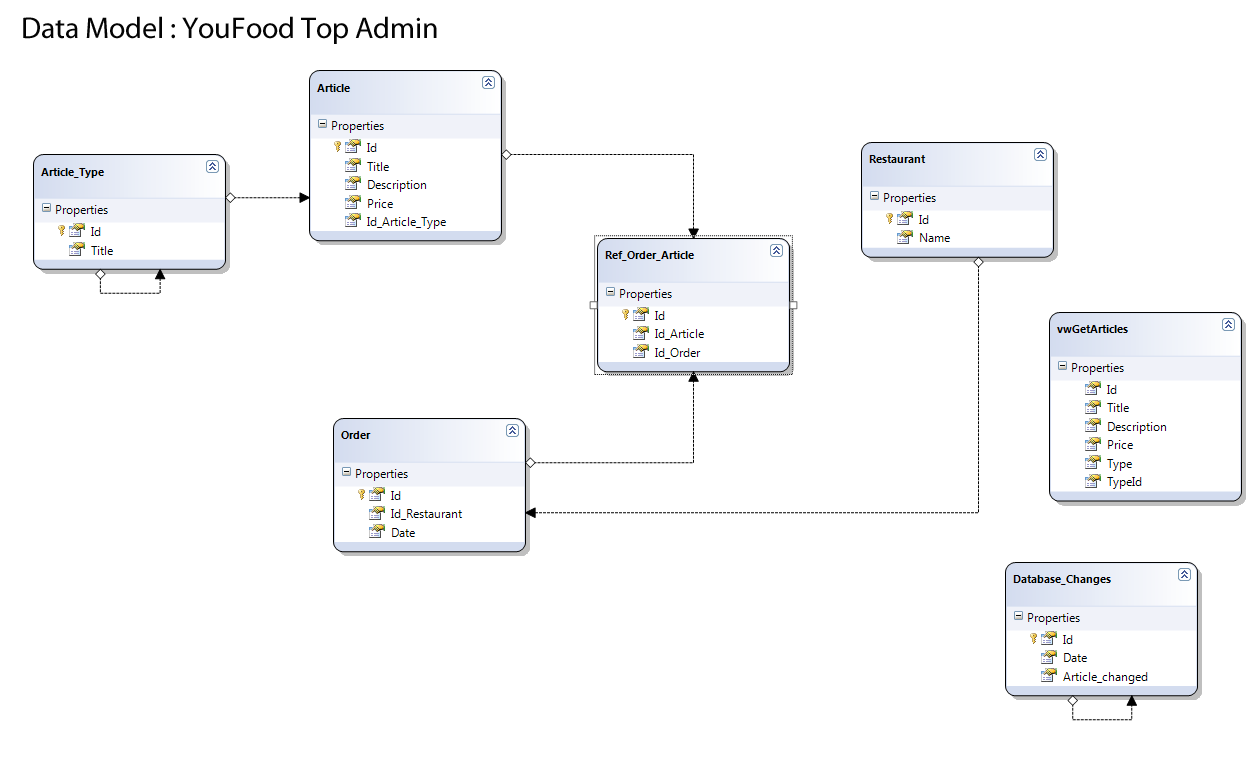 Data Model : YouFood Top Admin
Article
Properties
Id
Title
Description
Price
Id_Article_Type
Article_Type
Properties
Id
Title
Restaurant
Properties
Id
Name
Ref_Order_Article
Properties
Id
Id_Article
Id_Order
vwGetArticles
Properties
Id
Title
Description
Price
Type
TypeId
Order
Properties
Id
Id_Restaurant
Date
Database_Changes
Properties
Id
Date
Article_changed